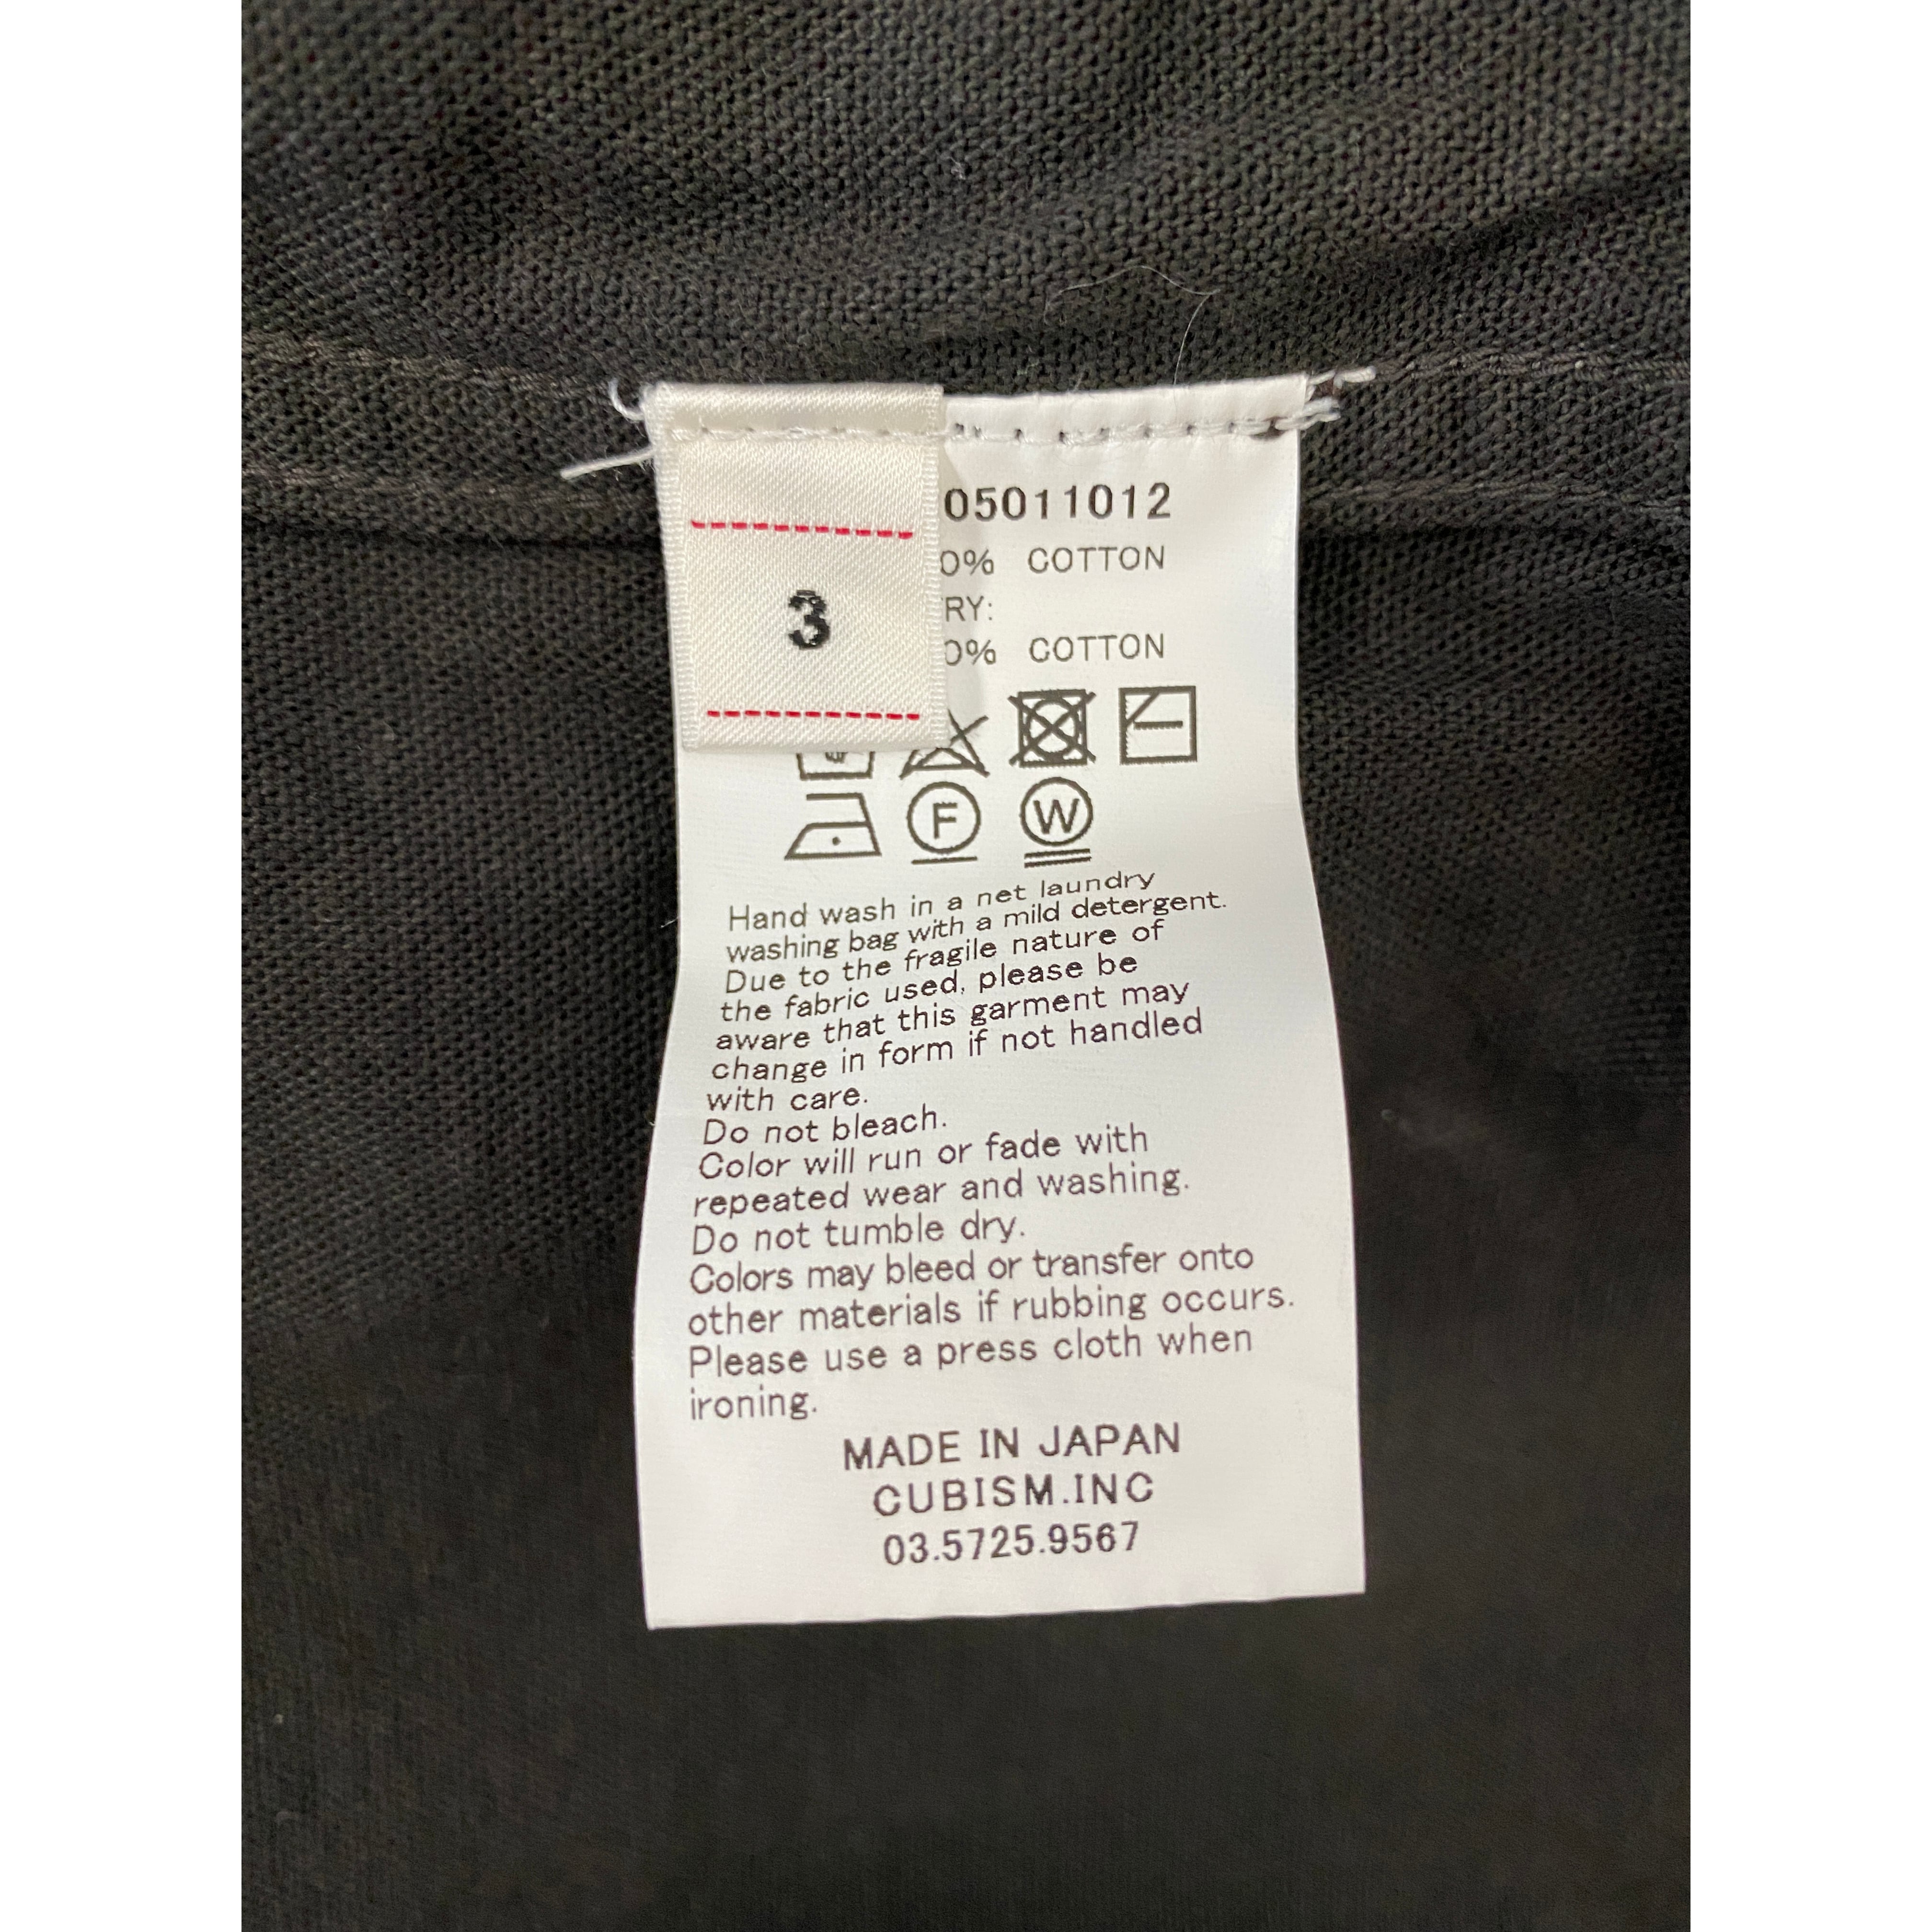 3
05011012
0% COTTON
RY:
0% COTTON
F W
Hand wash in a net laundry
washing bag with a mild detergent.
Due to the fragile nature of
the fabric used, please be
aware that this garment may
change in form if not handled
with care.
Do not bleach.
Color will run or fade with
repeated wear and washing.
Do not tumble dry.
Colors may bleed or transfer onto
other materials if rubbing occurs.
Please use a press cloth when
ironing.
MADE IN JAPAN
CUBISM.INC
03.5725.9567